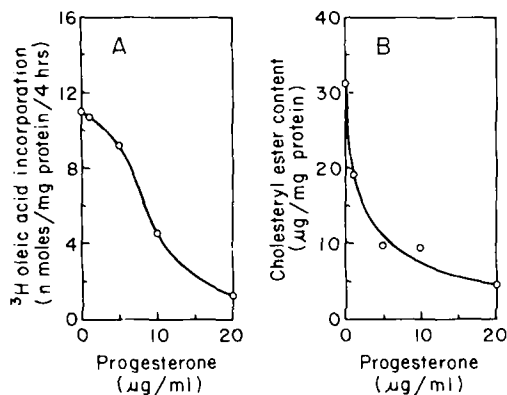 A
³H oleic acid incorporation
(n moles/mg protein/4 hrs)
16
12
8
4
0
0
10
20
Progesterone
(μg/ml)
B
Cholesteryl ester content
(μg/mg protein)
40
30
20
10
0
0
10
20
Progesterone
(μg/ml)